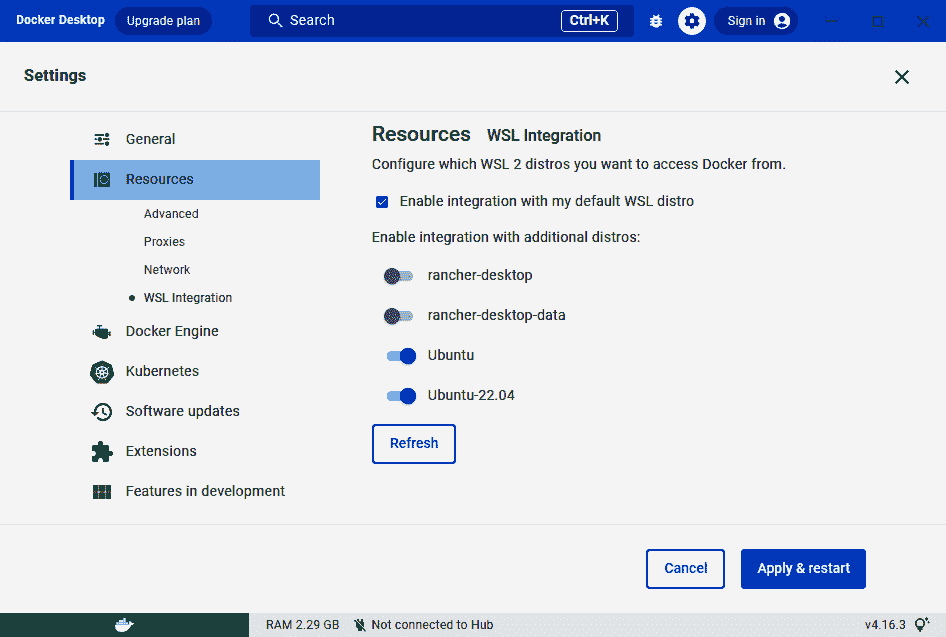 Docker Desktop Upgrade plan Search Ctrl+K Sign in
Settings
General
Resources
Advanced
Proxies
Network
WSL Integration
Docker Engine
Kubernetes
Software updates
Extensions
Features in development
Resources WSL Integration
Configure which WSL 2 distros you want to access Docker from.
Enable integration with my default WSL distro
Enable integration with additional distros:
rancher-desktop
rancher-desktop-data
Ubuntu
Ubuntu-22.04
Refresh
Cancel Apply & restart
RAM 2.29 GB Not connected to Hub v4.16.3